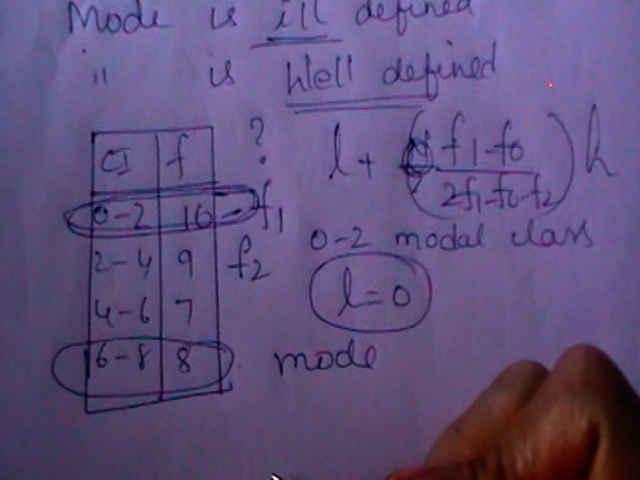 Mode is ill defined
" is Well defined
CI f ?
0-2 10 - f1
2-4 9 f2
4-6 7
6-8 8
l + (f1-f0 / 2f1-f0-f2) h
0-2 modal class
l=0
mode